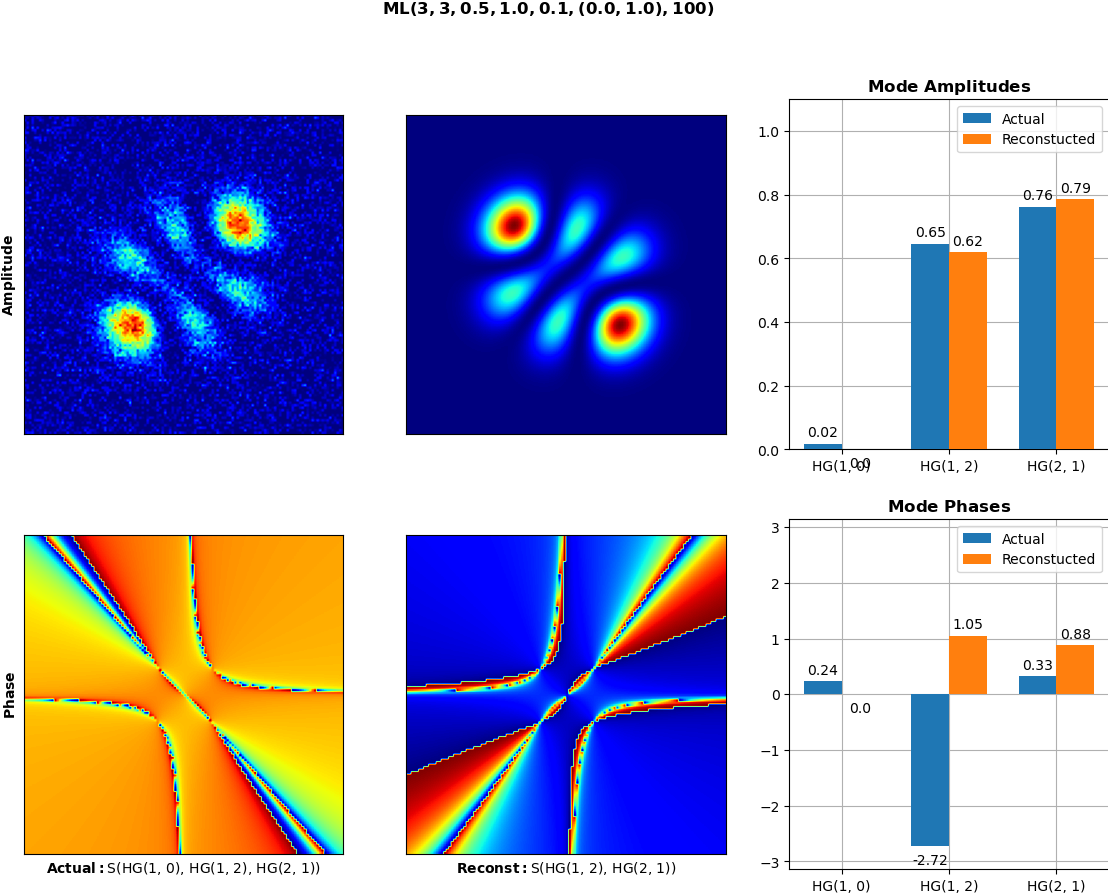 ML(3, 3, 0.5, 1.0, 0.1, (0.0, 1.0), 100)
Amplitude
Mode Amplitudes
Actual
Reconstucted
1.0
0.8
0.6
0.4
0.2
0.0
0.02
0.0
0.65
0.62
0.76
0.79
HG(1, 0)
HG(1, 2)
HG(2, 1)
Phase
Actual: S(HG(1, 0), HG(1, 2), HG(2, 1))
Reconst: S(HG(1, 2), HG(2, 1))
Mode Phases
Actual
Reconstucted
3
2
1
0
−1
−2
−3
0.24
0.0
-2.72
1.05
0.33
0.88
HG(1, 0)
HG(1, 2)
HG(2, 1)